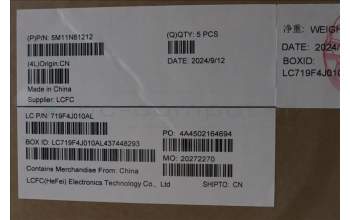 (P)P/N: 5M11N81212
(Q)QTY: 5 PCS
净重: WEIGH
(4L)Origin:CN
DATE: 2024/9/12
DATE: 2024/
Made in China
BOXID:
Supplier: LCFC
LC719F4J010
LC P/N: 719F4J010AL
PO: 4A4502164694
BOX ID: LC719F4J010AL437448293
MO: 20272270
Contains Merchandise From: China
LCFC(HeFei) Electronics Technology Co., Ltd
SHIPTO: CN